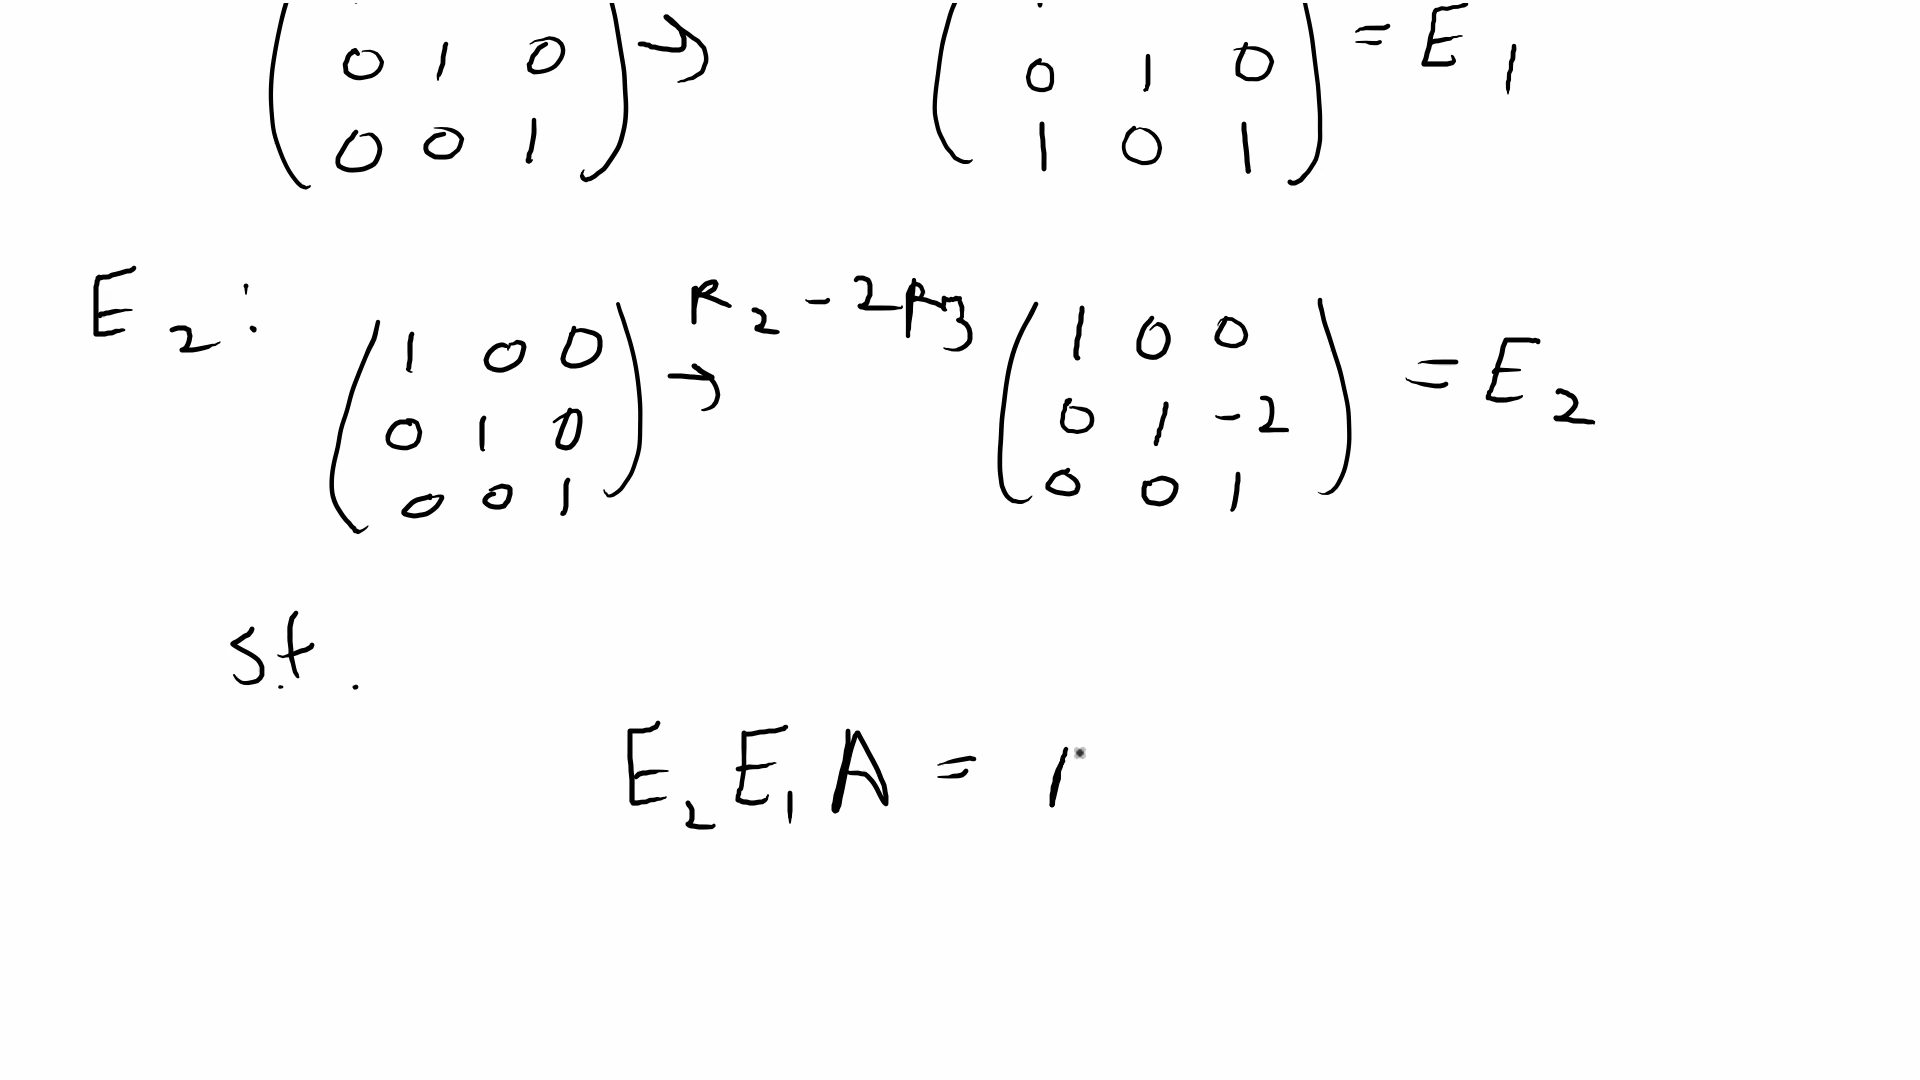 0 1 0 → 0 1 0 = E1
0 0 1 1 0 1
E2: R2 - 2R3
1 0 0 → 1 0 0 = E2
0 1 0 0 1 -2
0 0 1 0 0 1
s.t.
E2 E1 A =